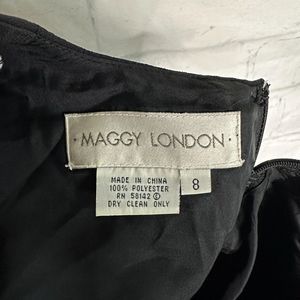 · MAGGY LONDON ·
MADE IN CHINA
100% POLYESTER
RN 58142 ©
DRY CLEAN ONLY
8